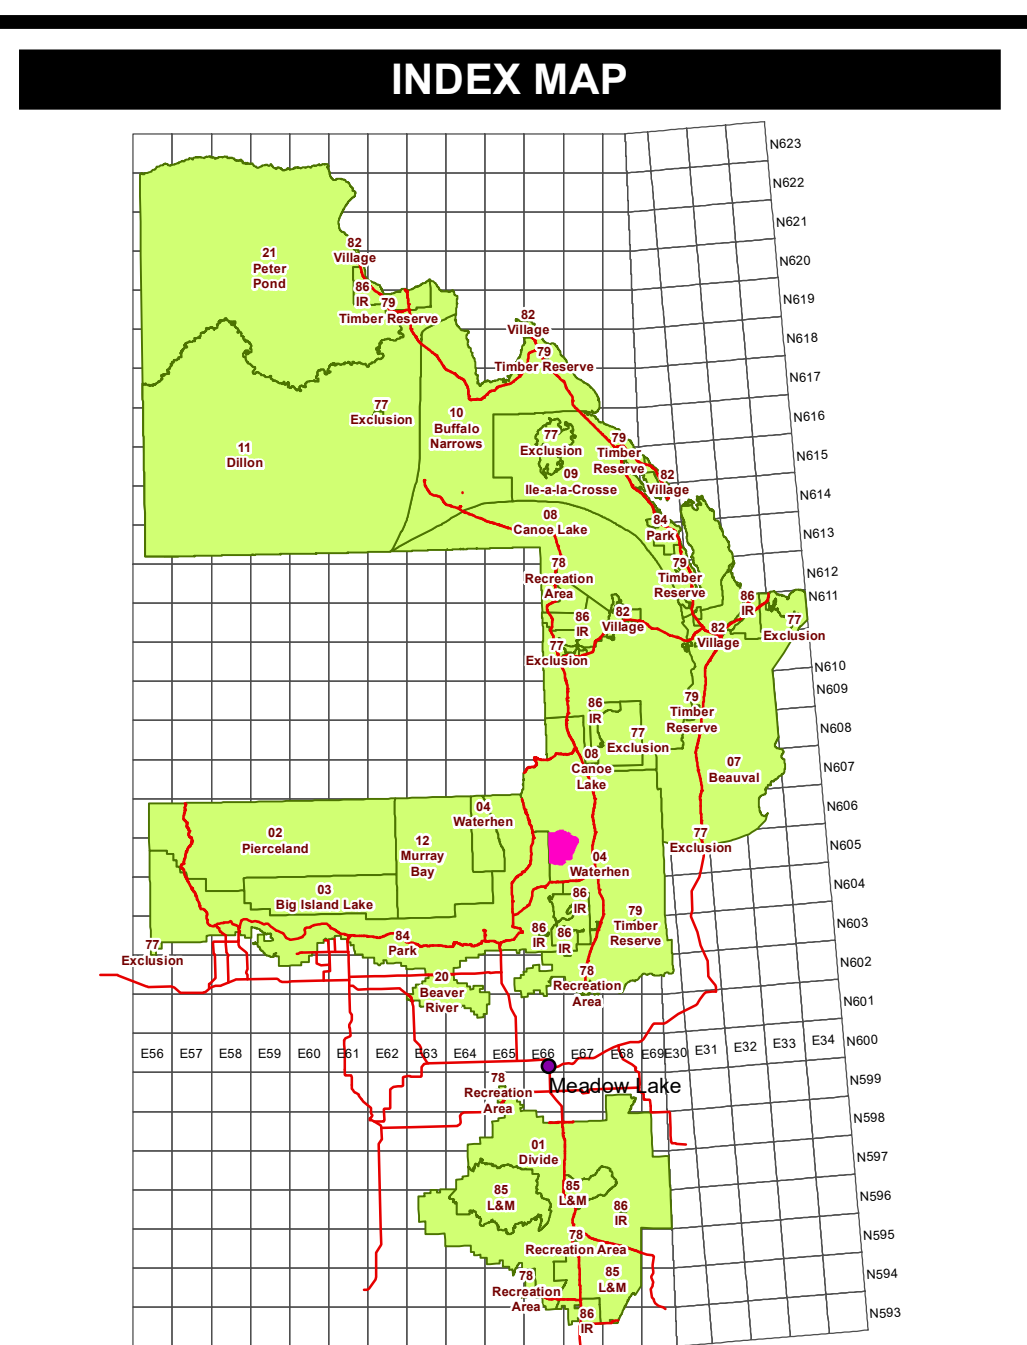 INDEX MAP
N623
N622
N621
N620
N619
N618
N617
N616
N615
N614
N613
N612
N611
N610
N609
N608
N607
N606
N605
N604
N603
N602
N601
N600
N599
N598
N597
N596
N595
N594
N593
21
Peter
Pond
82
Village
86
IR
79
Timber Reserve
82
Village
79
Timber Reserve
77
Exclusion
10
Buffalo
Narrows
11
Dillon
77
Exclusion
09
Ile-a-la-Crosse
79
Timber
Reserve
82
Village
08
Canoe Lake
84
Park
78
Recreation
Area
79
Timber
Reserve
86
IR
82
Village
86
IR
77
Exclusion
82
Village
77
Exclusion
86
IR
79
Timber
Reserve
77
Exclusion
08
Canoe
Lake
07
Beauval
04
Waterhen
02
Pierceland
12
Murray
Bay
77
Exclusion
04
Waterhen
03
Big Island Lake
86
IR
79
Timber
Reserve
86
IR
86
IR
84
Park
77
Exclusion
78
Recreation
Area
20
Beaver
River
E56 E57 E58 E59 E60 E61 E62 E63 E64 E65 E66 E67 E68 E69 E30 E31 E32 E33 E34
Meadow Lake
78
Recreation
Area
01
Divide
85
L&M
85
L&M
86
IR
78
Recreation Area
78
Recreation
Area
85
L&M
86
IR